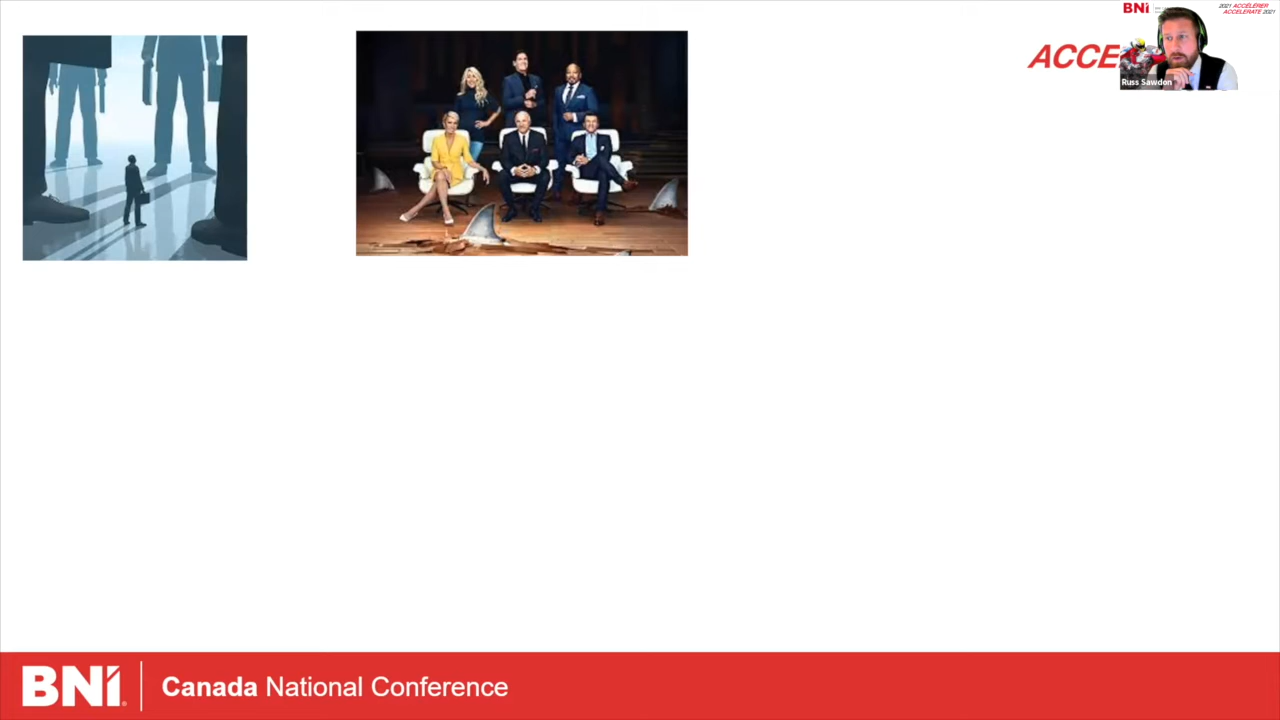 BNI
2021 ACCÉLÉRER
ACCELERATE 2021
ACCE
Russ Sawdon
BNI
Canada National Conference